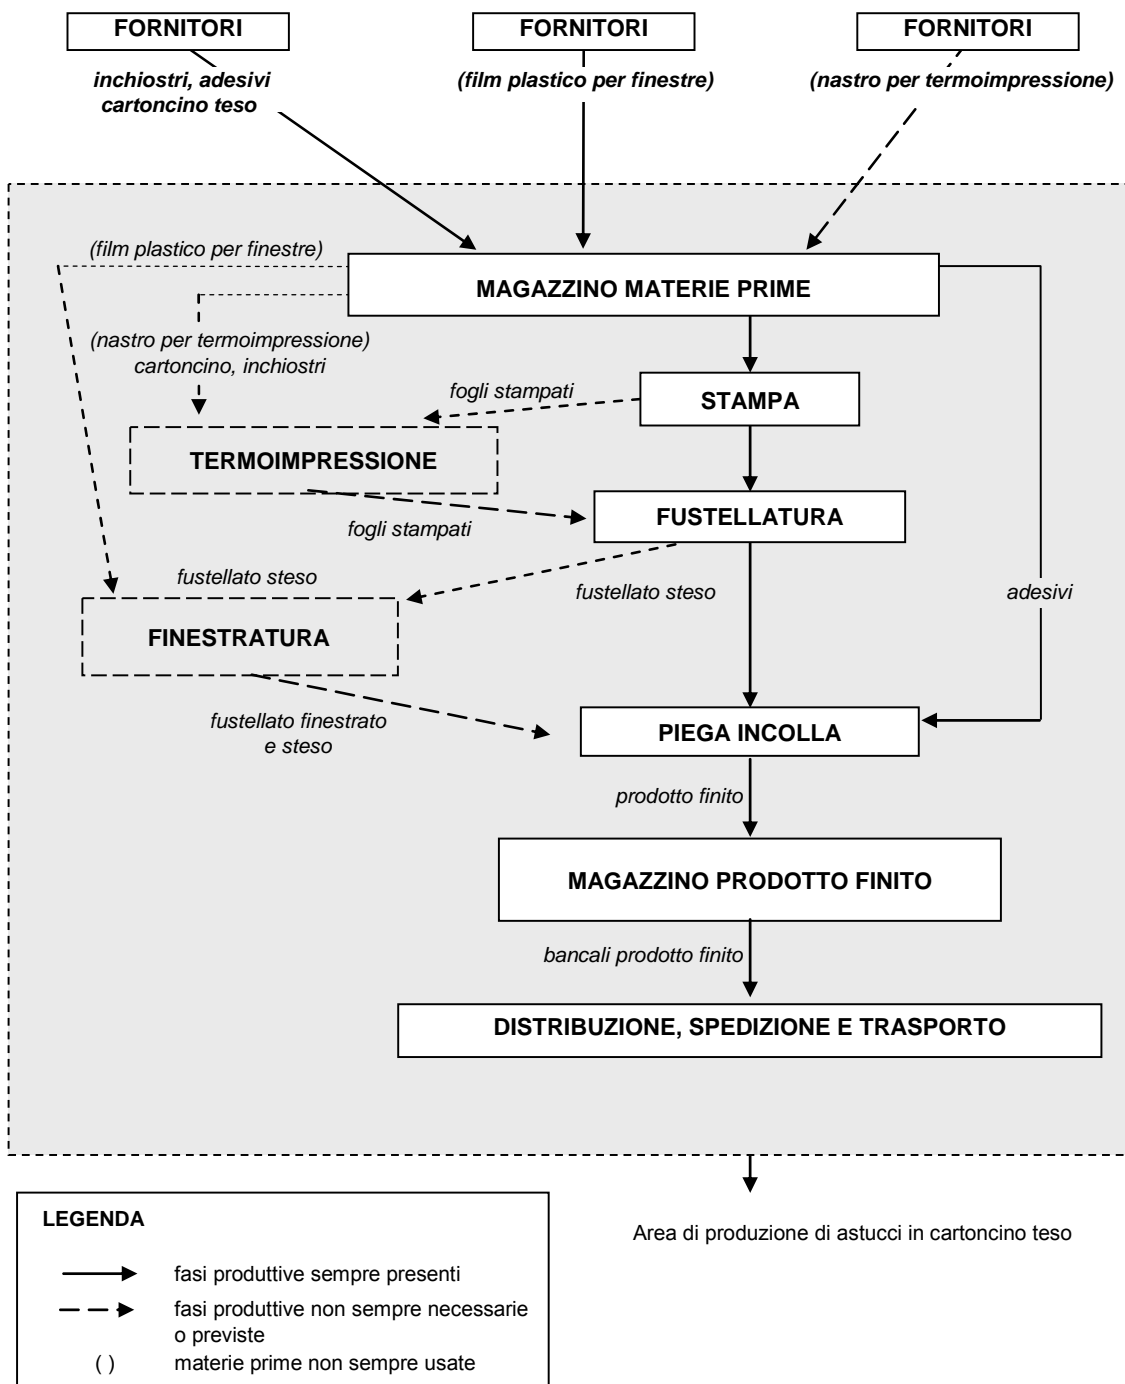 FORNITORI
FORNITORI
FORNITORI
inchiostri, adesivi
cartoncino teso
(film plastico per finestre)
(nastro per termoimpressione)
(film plastico per finestre)
MAGAZZINO MATERIE PRIME
(nastro per termoimpressione)
cartoncino, inchiostri
fogli stampati
STAMPA
TERMOIMPRESSIONE
fogli stampati
FUSTELLATURA
fustellato steso
fustellato steso
adesivi
FINESTRATURA
fustellato finestrato
e steso
PIEGA INCOLLA
prodotto finito
MAGAZZINO PRODOTTO FINITO
bancali prodotto finito
DISTRIBUZIONE, SPEDIZIONE E TRASPORTO
Area di produzione di astucci in cartoncino teso
LEGENDA
fasi produttive sempre presenti
fasi produttive non sempre necessarie
o previste
( ) materie prime non sempre usate